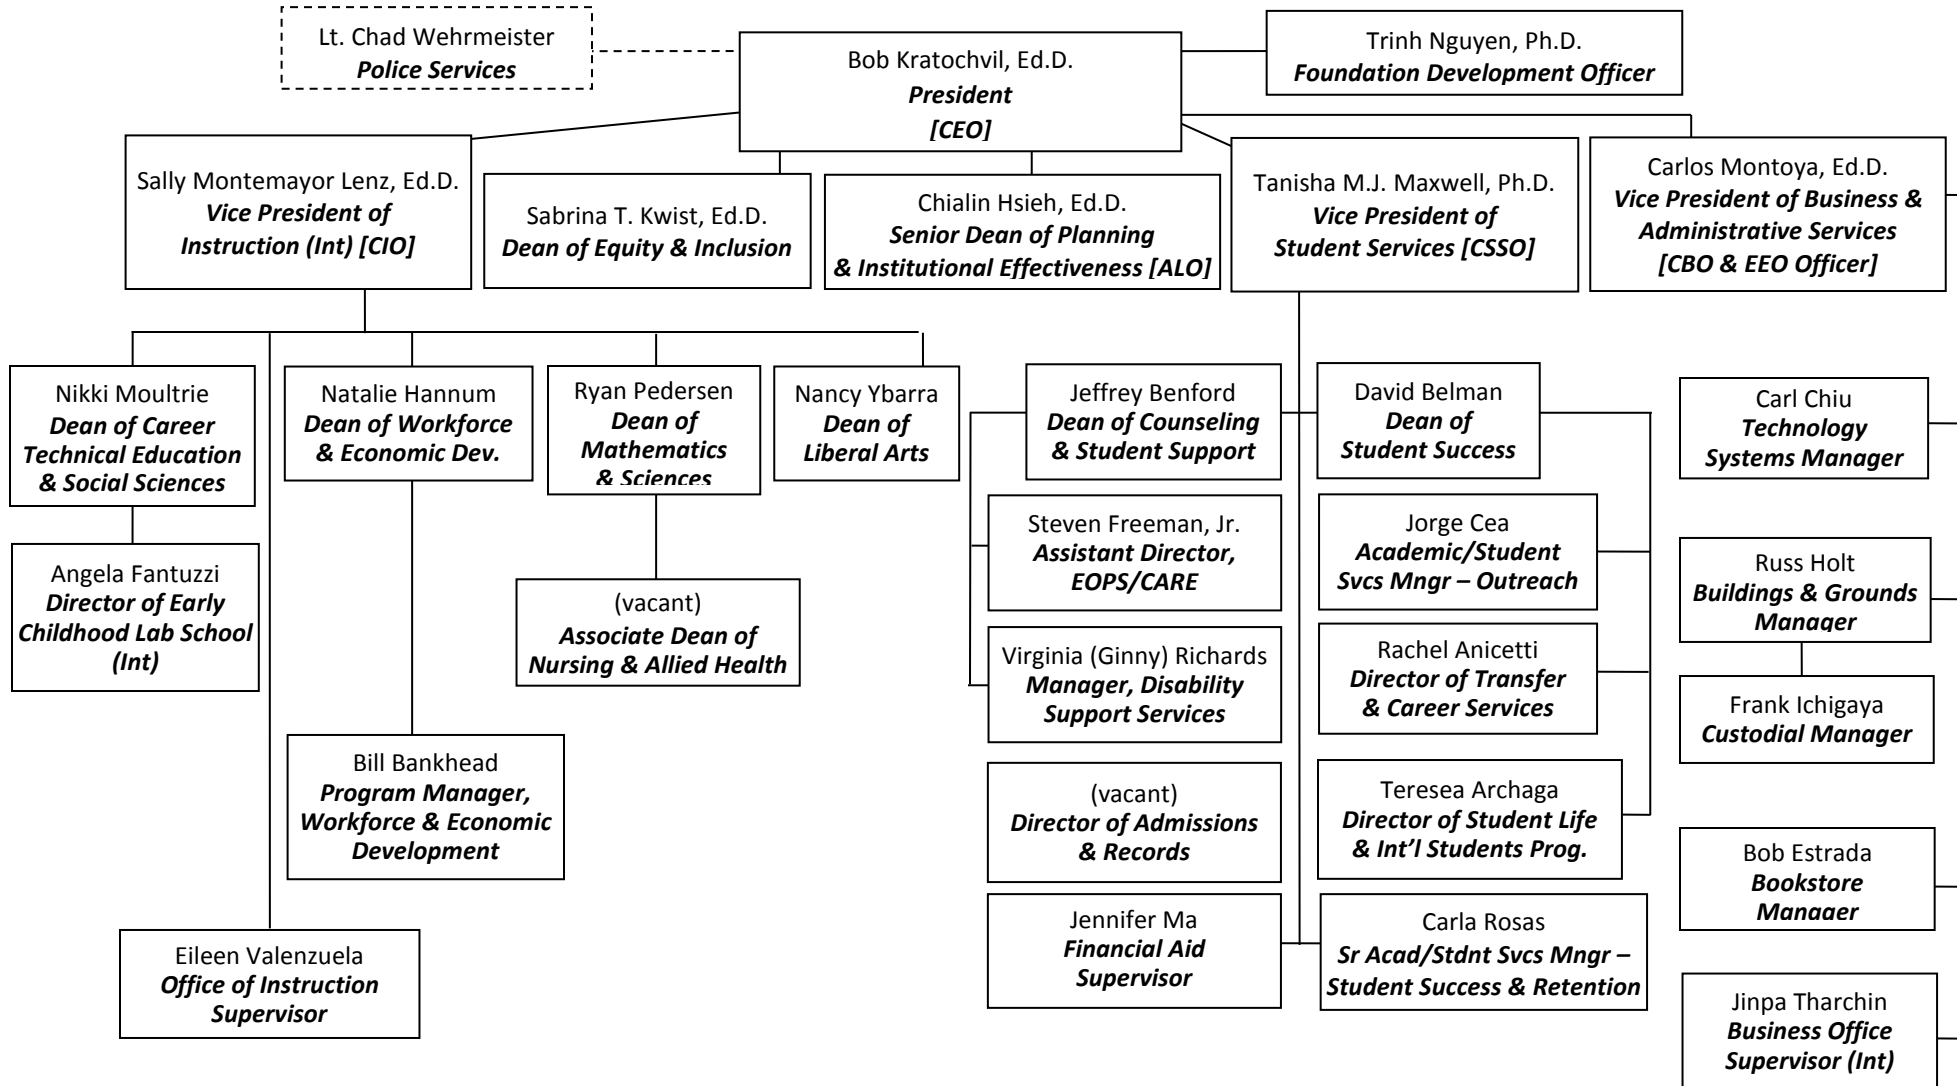 Lt. Chad Wehrmeister
Police Services
Bob Kratochvil, Ed.D.
President
[CEO]
Trinh Nguyen, Ph.D.
Foundation Development Officer
Sally Montemayor Lenz, Ed.D.
Vice President of
Instruction (Int) [CIO]
Sabrina T. Kwist, Ed.D.
Dean of Equity & Inclusion
Chialin Hsieh, Ed.D.
Senior Dean of Planning
& Institutional Effectiveness [ALO]
Tanisha M.J. Maxwell, Ph.D.
Vice President of
Student Services [CSSO]
Carlos Montoya, Ed.D.
Vice President of Business &
Administrative Services
[CBO & EEO Officer]
Nikki Moultrie
Dean of Career
Technical Education
& Social Sciences
Natalie Hannum
Dean of Workforce
& Economic Dev.
Ryan Pedersen
Dean of
Mathematics
& Sciences
Nancy Ybarra
Dean of
Liberal Arts
Jeffrey Benford
Dean of Counseling
& Student Support
David Belman
Dean of
Student Success
Carl Chiu
Technology
Systems Manager
Angela Fantuzzi
Director of Early
Childhood Lab School
(Int)
(vacant)
Associate Dean of
Nursing & Allied Health
Steven Freeman, Jr.
Assistant Director,
EOPS/CARE
Jorge Cea
Academic/Student
Svcs Mngr – Outreach
Russ Holt
Buildings & Grounds
Manager
Virginia (Ginny) Richards
Manager, Disability
Support Services
Rachel Anicetti
Director of Transfer
& Career Services
Frank Ichigaya
Custodial Manager
Bill Bankhead
Program Manager,
Workforce & Economic
Development
(vacant)
Director of Admissions
& Records
Teresea Archaga
Director of Student Life
& Int'l Students Prog.
Bob Estrada
Bookstore
Manager
Eileen Valenzuela
Office of Instruction
Supervisor
Jennifer Ma
Financial Aid
Supervisor
Carla Rosas
Sr Acad/Stdnt Svcs Mngr –
Student Success & Retention
Jinpa Tharchin
Business Office
Supervisor (Int)